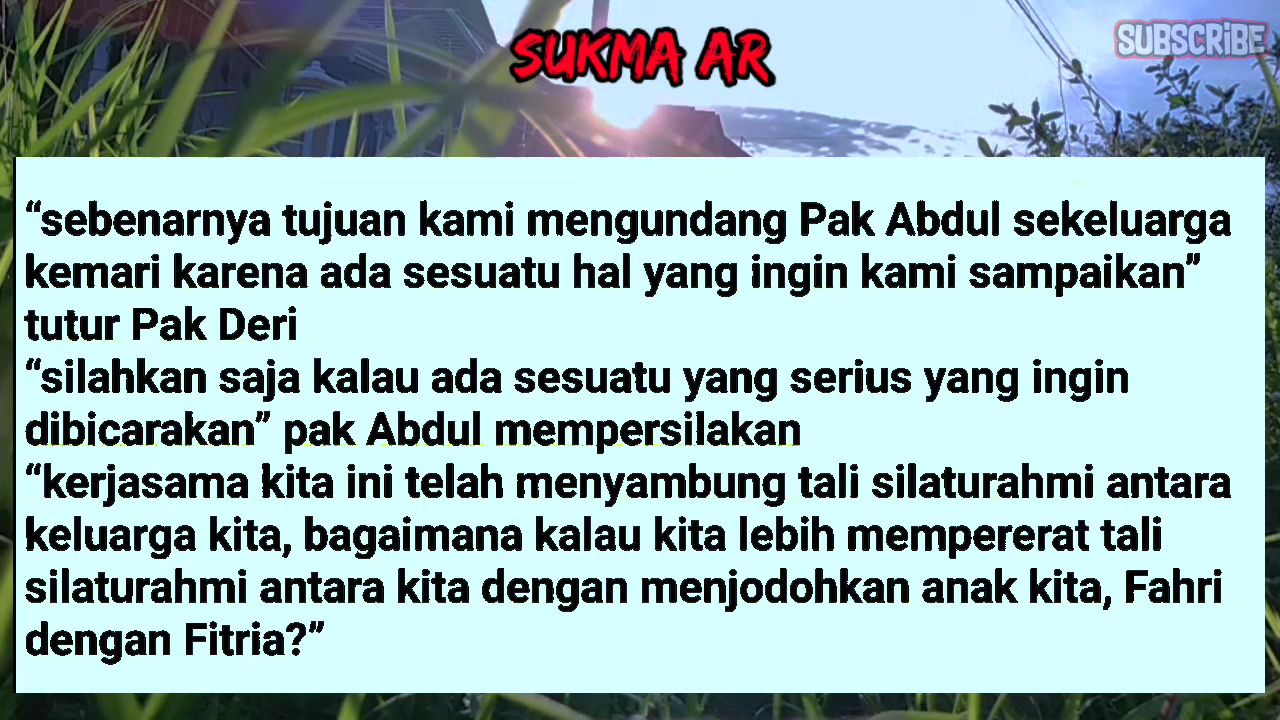 SUKMA AR
SUBSCRIBE
“sebenarnya tujuan kami mengundang Pak Abdul sekeluarga
kemari karena ada sesuatu hal yang ingin kami sampaikan”
tutur Pak Deri
“silahkan saja kalau ada sesuatu yang serius yang ingin
dibicarakan” pak Abdul mempersilakan
“kerjasama kita ini telah menyambung tali silaturahmi antara
keluarga kita, bagaimana kalau kita lebih mempererat tali
silaturahmi antara kita dengan menjodohkan anak kita, Fahri
dengan Fitria?”